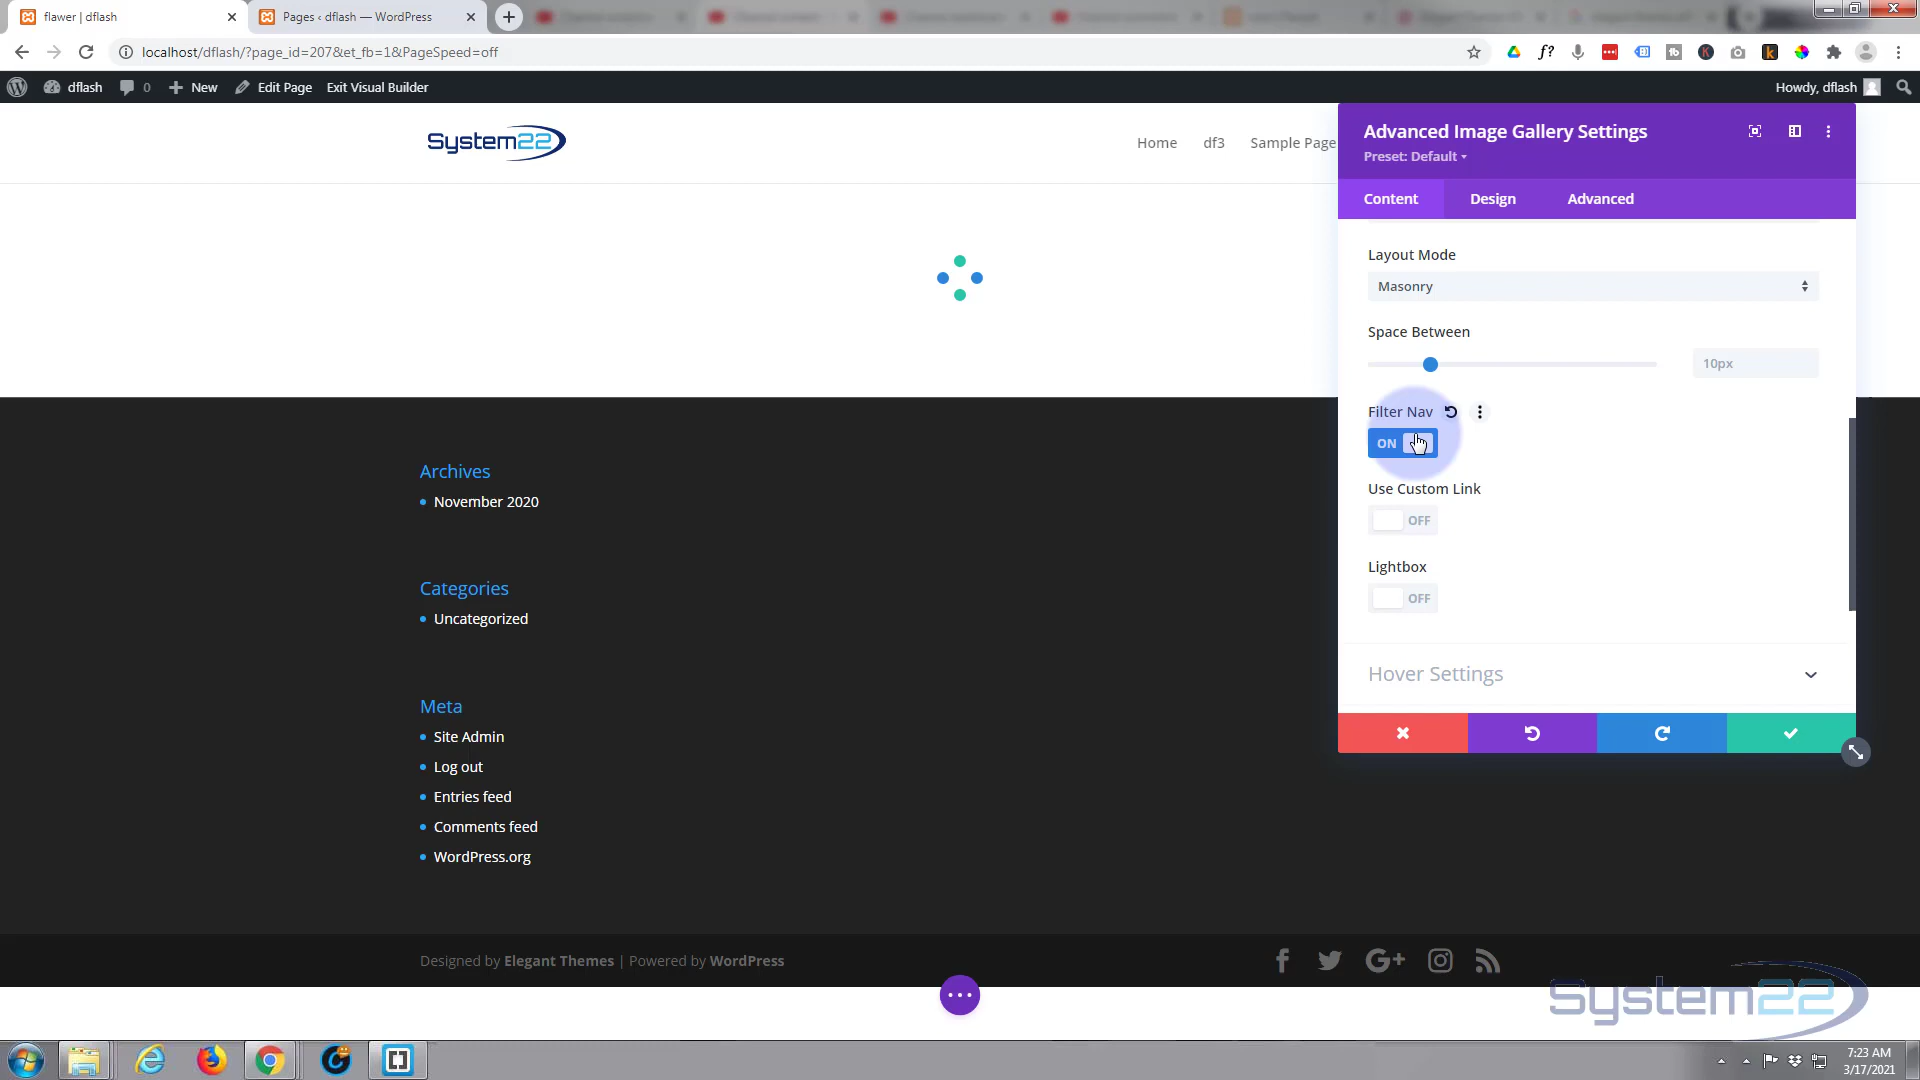 flawer | dflash
Pages ‹ dflash — WordPress
localhost/dflash/?page_id=207&et_fb=1&PageSpeed=off
dflash
0
New
Edit Page
Exit Visual Builder
Howdy, dflash
System22
Home
df3
Sample Page
Advanced Image Gallery Settings
Preset: Default
Content
Design
Advanced
Layout Mode
Masonry
Space Between
10px
Filter Nav
ON
Use Custom Link
OFF
Lightbox
OFF
Hover Settings
Archives
November 2020
Categories
Uncategorized
Meta
Site Admin
Log out
Entries feed
Comments feed
WordPress.org
Designed by Elegant Themes | Powered by WordPress
System22
7:23 AM
3/17/2021